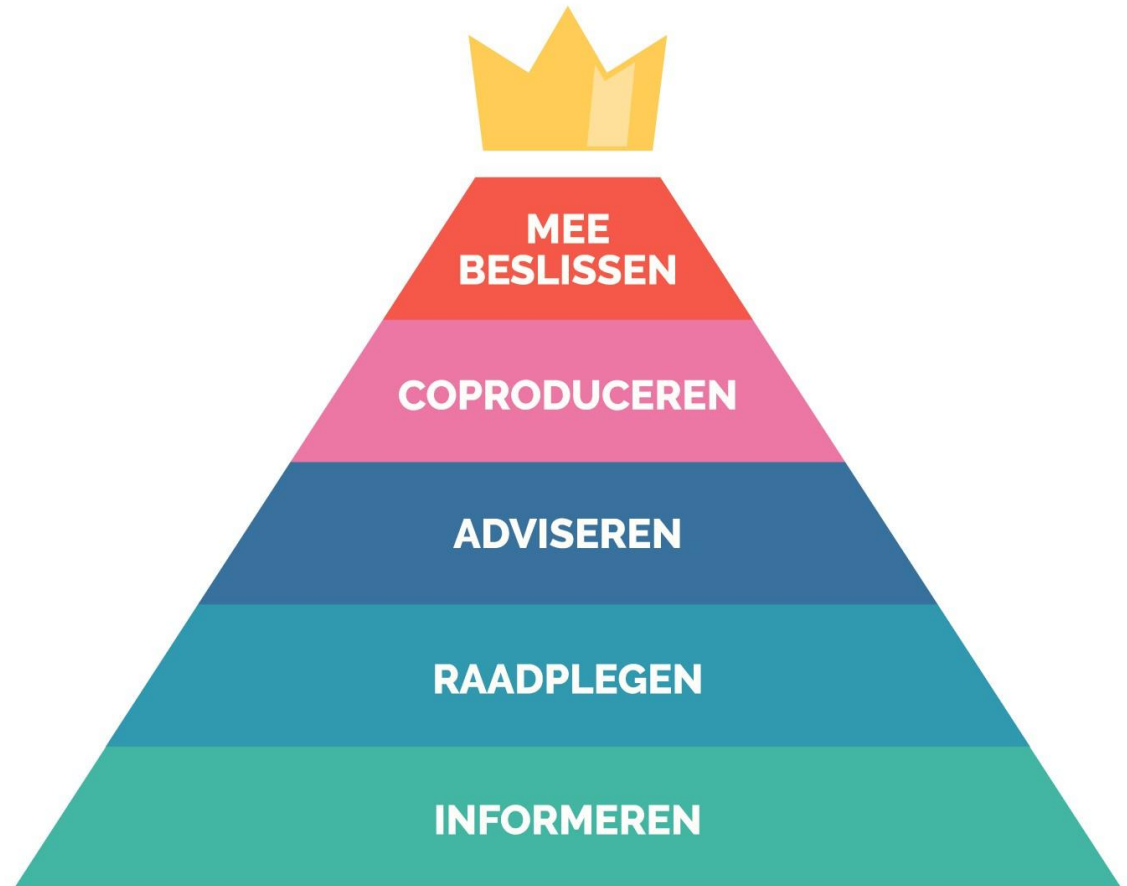 MEE
BESLISSEN
COPRODUCEREN
ADVISEREN
RAADPLEGEN
INFORMEREN